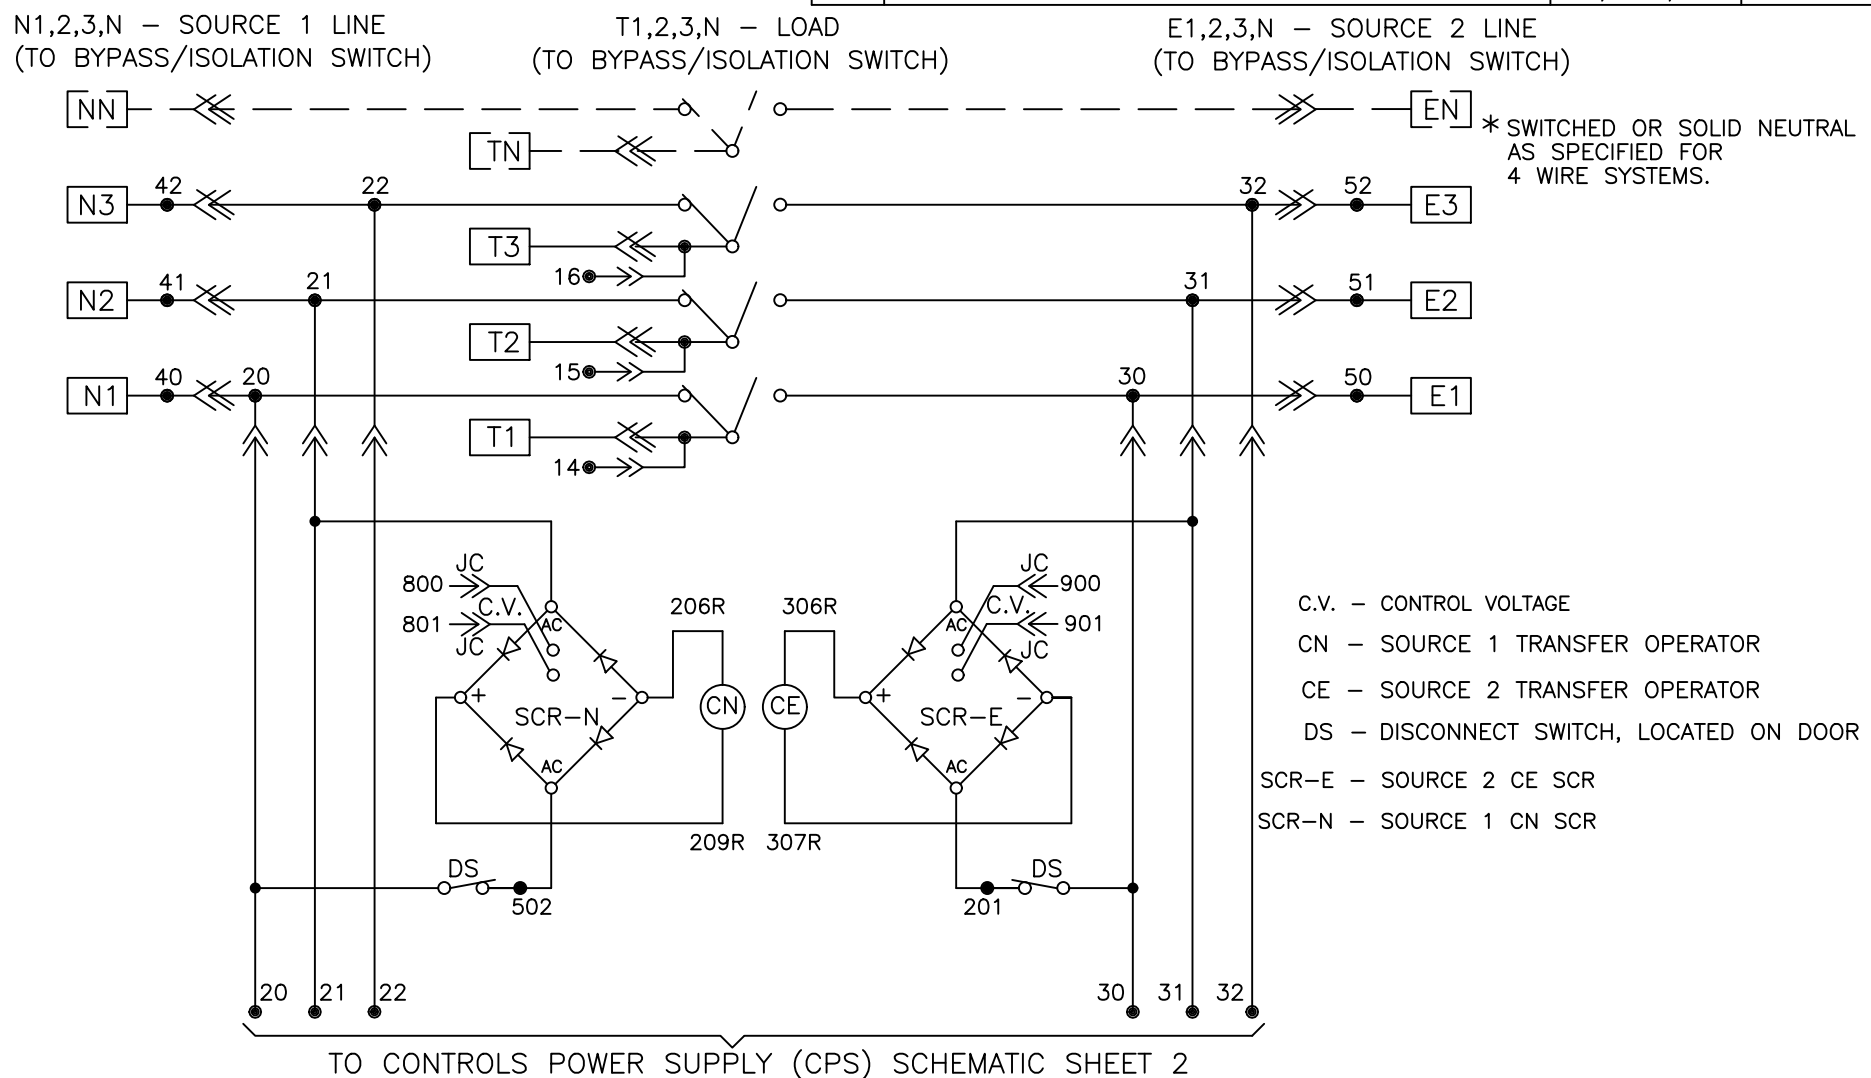 N1,2,3,N – SOURCE 1 LINE
(TO BYPASS/ISOLATION SWITCH)
T1,2,3,N – LOAD
(TO BYPASS/ISOLATION SWITCH)
E1,2,3,N – SOURCE 2 LINE
(TO BYPASS/ISOLATION SWITCH)
NN
EN
* SWITCHED OR SOLID NEUTRAL
AS SPECIFIED FOR
4 WIRE SYSTEMS.
TN
N3
42
22
32
52
E3
T3
16
N2
41
21
31
51
E2
T2
15
N1
40
20
30
50
E1
T1
14
JC
800
C.V.
801
JC
AC
+
–
SCR–N
AC
206R
CN
209R
306R
CE
307R
JC
900
C.V.
901
JC
AC
+
–
SCR–E
AC
DS
502
DS
201
C.V. – CONTROL VOLTAGE
CN – SOURCE 1 TRANSFER OPERATOR
CE – SOURCE 2 TRANSFER OPERATOR
DS – DISCONNECT SWITCH, LOCATED ON DOOR
SCR–E – SOURCE 2 CE SCR
SCR–N – SOURCE 1 CN SCR
20
21
22
30
31
32
TO CONTROLS POWER SUPPLY (CPS) SCHEMATIC SHEET 2